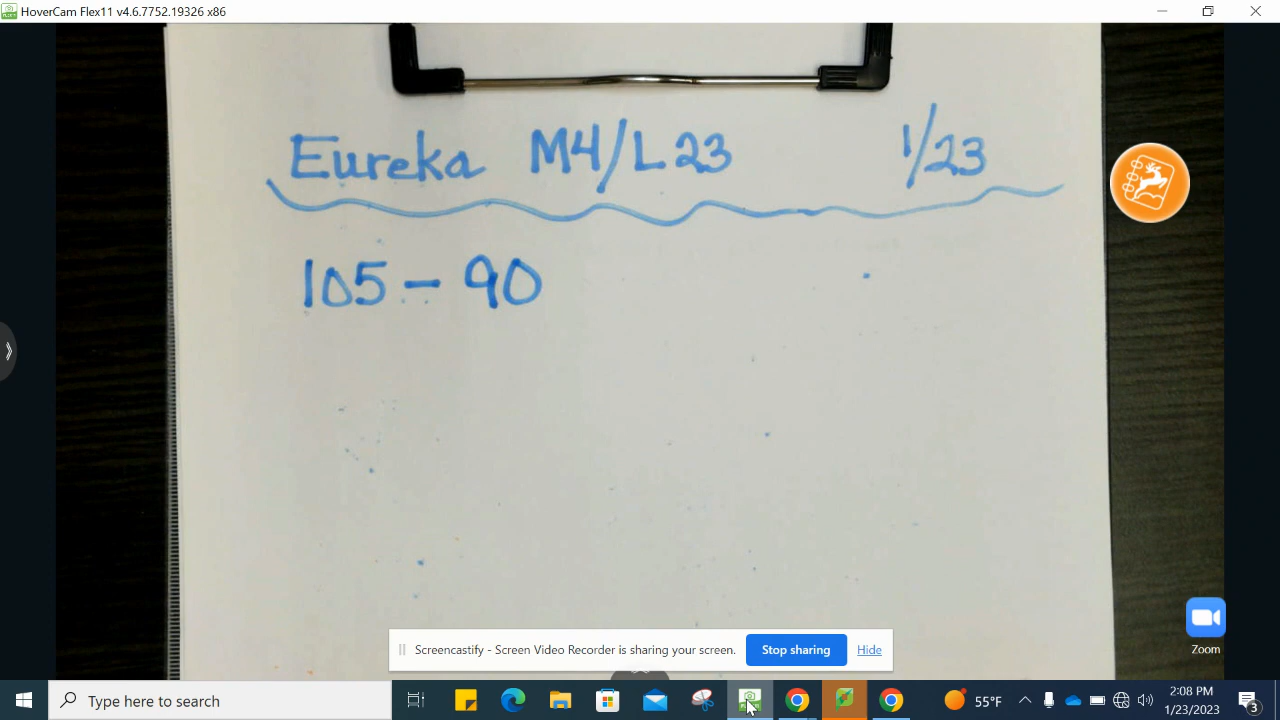 HoverCam Flex11 v4.6.7752.19326 x86
Eureka M4/L23 1/23
105 - 90
Screencastify - Screen Video Recorder is sharing your screen. Stop sharing Hide
Zoom
Type here to search
55°F
2:08 PM
1/23/2023
3